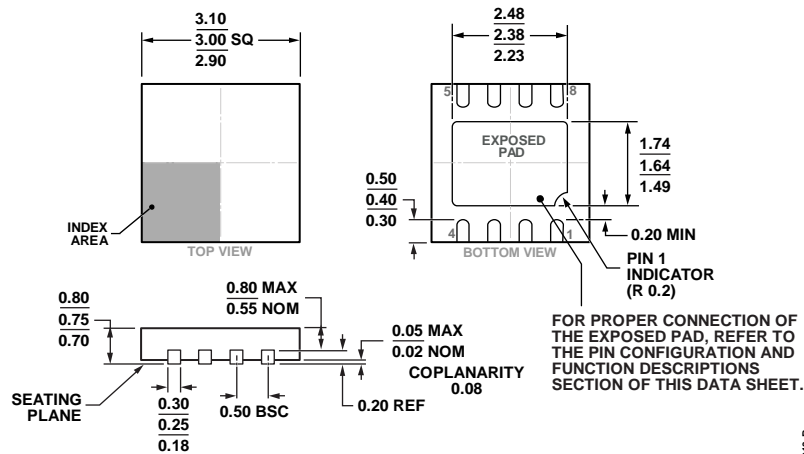 3.10
3.00 SQ
2.90
2.48
2.38
2.23
5
8
EXPOSED
PAD
1.74
1.64
1.49
0.50
0.40
0.30
INDEX
AREA
TOP VIEW
4
1
BOTTOM VIEW
0.20 MIN
PIN 1
INDICATOR
(R 0.2)
0.80
0.75
0.70
0.80 MAX
0.55 NOM
0.05 MAX
0.02 NOM
COPLANARITY
0.08
SEATING
PLANE
0.30
0.25
0.18
0.50 BSC
0.20 REF
FOR PROPER CONNECTION OF
THE EXPOSED PAD, REFER TO
THE PIN CONFIGURATION AND
FUNCTION DESCRIPTIONS
SECTION OF THIS DATA SHEET.